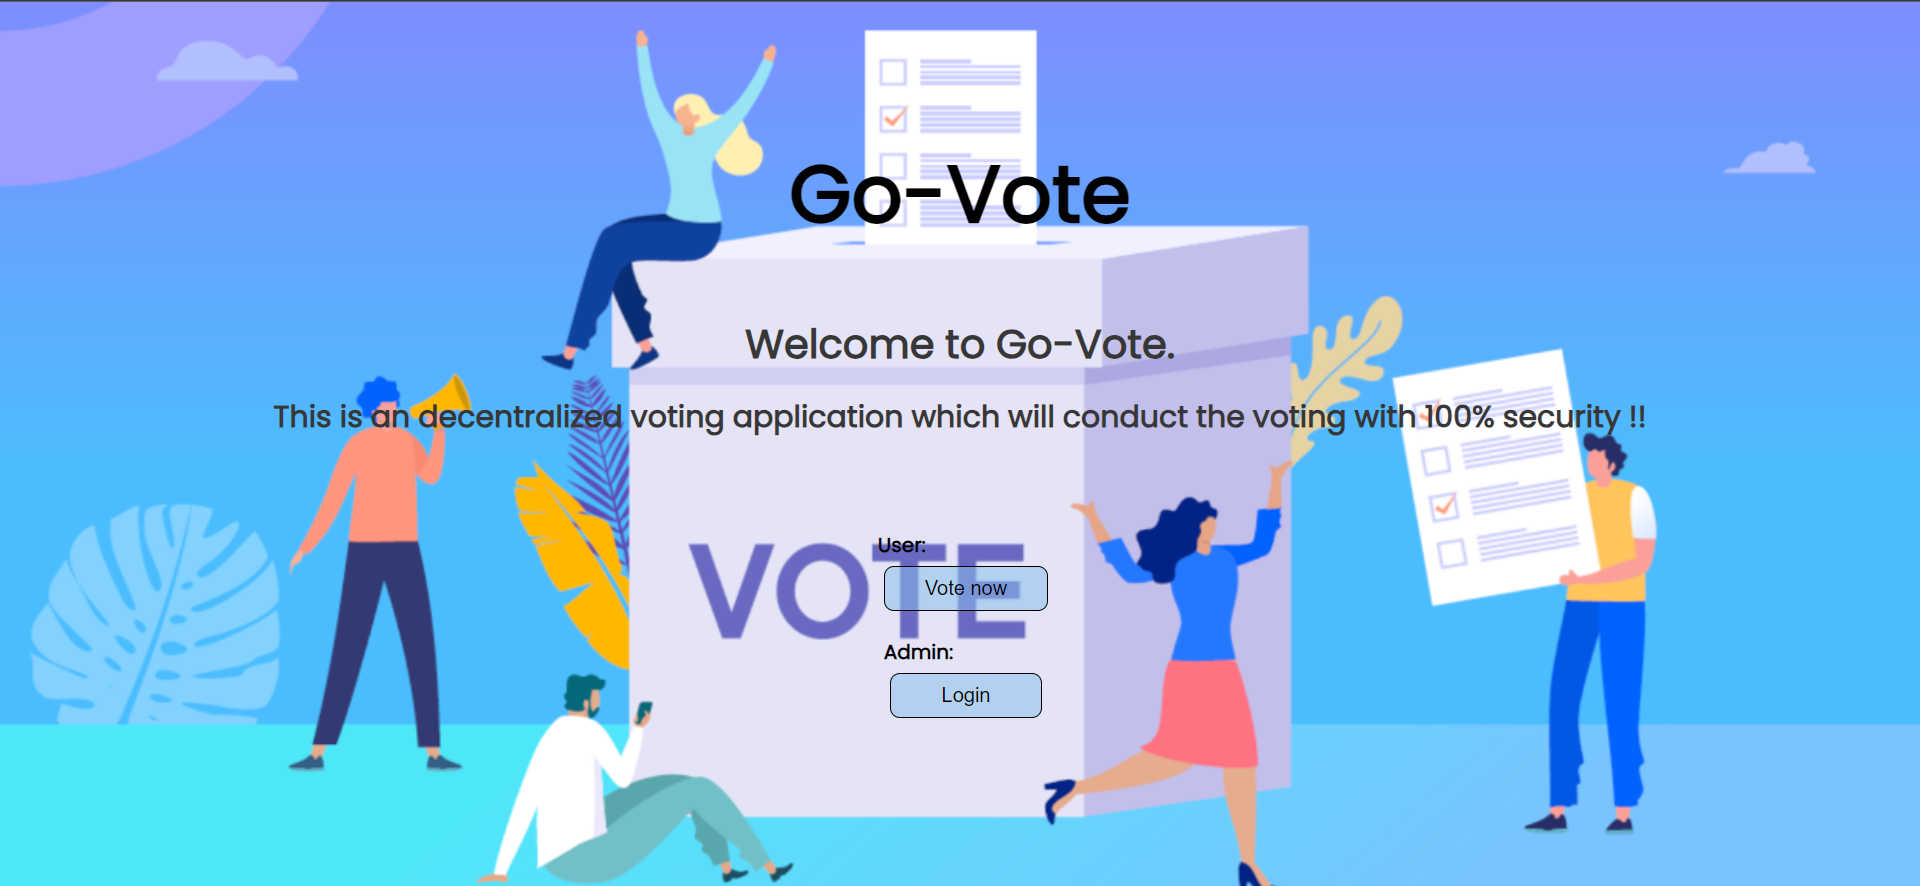 Go-Vote
Welcome to Go-Vote.
This is an decentralized voting application which will conduct the voting with 100% security !!
VOTE
User:
Vote now
Admin:
Login